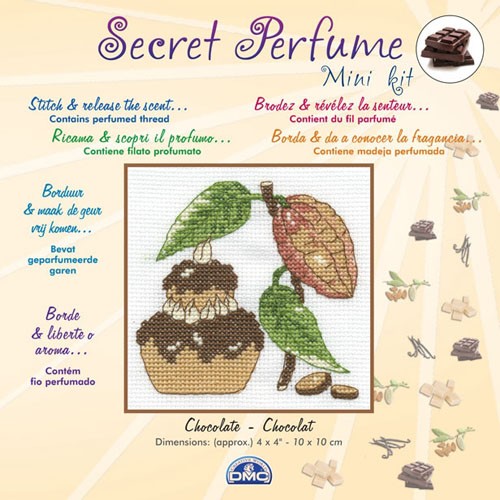 Secret Perfume
Mini kit
Stitch & release the scent...
Contains perfumed thread
Brodez & révélez la senteur...
Contient du fil parfumé
Ricama & scopri il profumo...
Contiene filato profumato
Borda & da a conocer la fragancia...
Contiene madeja perfumada
Borduur
& maak de geur
vrij komen...
Bevat
geparfumeerde
garen
Borde
& liberte o
aroma...
Contém
fio perfumado
Chocolate - Chocolat
Dimensions: (approx.) 4 x 4" - 10 x 10 cm
DMC